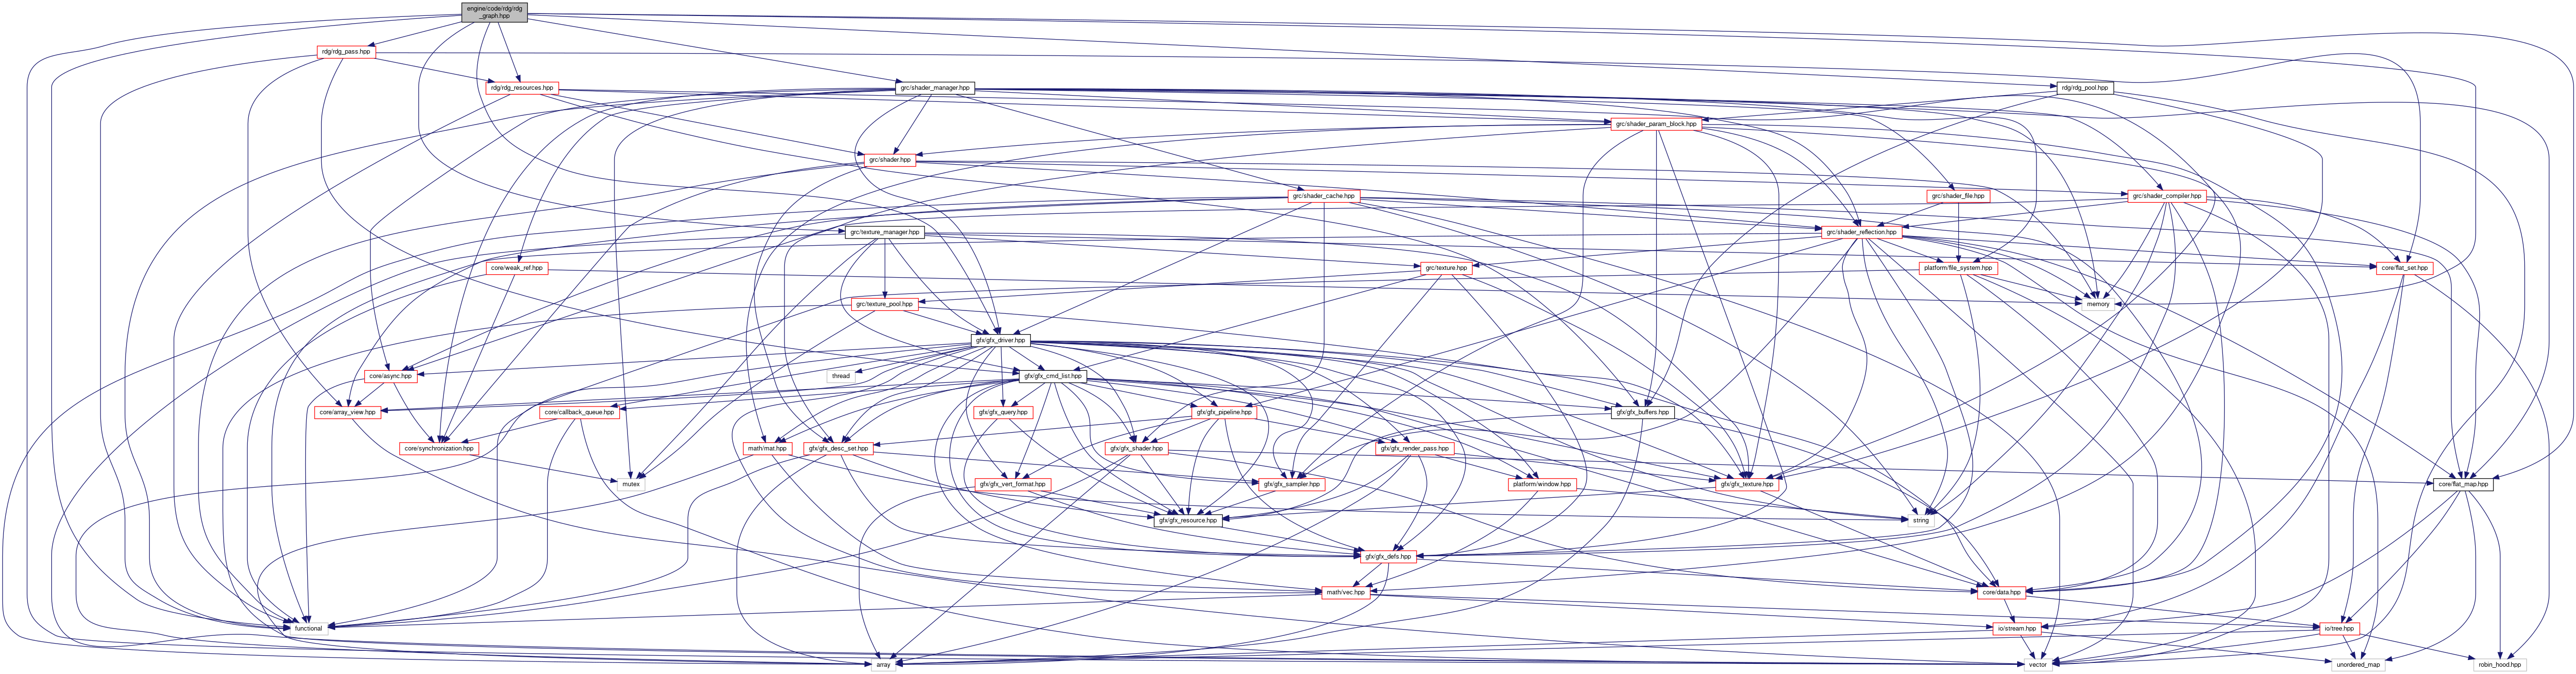 engine/code/rdg/rdg
_graph.hpp
rdg/rdg_pass.hpp
rdg/rdg_resources.hpp
grc/shader_manager.hpp
rdg/rdg_pool.hpp
grc/shader_param_block.hpp
grc/shader.hpp
grc/shader_cache.hpp
grc/shader_file.hpp
grc/shader_compiler.hpp
grc/texture_manager.hpp
grc/shader_reflection.hpp
core/weak_ref.hpp
grc/texture.hpp
platform/file_system.hpp
core/flat_set.hpp
grc/texture_pool.hpp
memory
gfx/gfx_driver.hpp
core/async.hpp
thread
gfx/gfx_cmd_list.hpp
core/array_view.hpp
core/callback_queue.hpp
gfx/gfx_query.hpp
gfx/gfx_pipeline.hpp
gfx/gfx_buffers.hpp
core/synchronization.hpp
math/mat.hpp
gfx/gfx_desc_set.hpp
gfx/gfx_shader.hpp
gfx/gfx_render_pass.hpp
mutex
gfx/gfx_vert_format.hpp
gfx/gfx_sampler.hpp
platform/window.hpp
gfx/gfx_texture.hpp
core/flat_map.hpp
gfx/gfx_resource.hpp
string
gfx/gfx_defs.hpp
math/vec.hpp
core/data.hpp
functional
io/stream.hpp
io/tree.hpp
array
vector
unordered_map
robin_hood.hpp